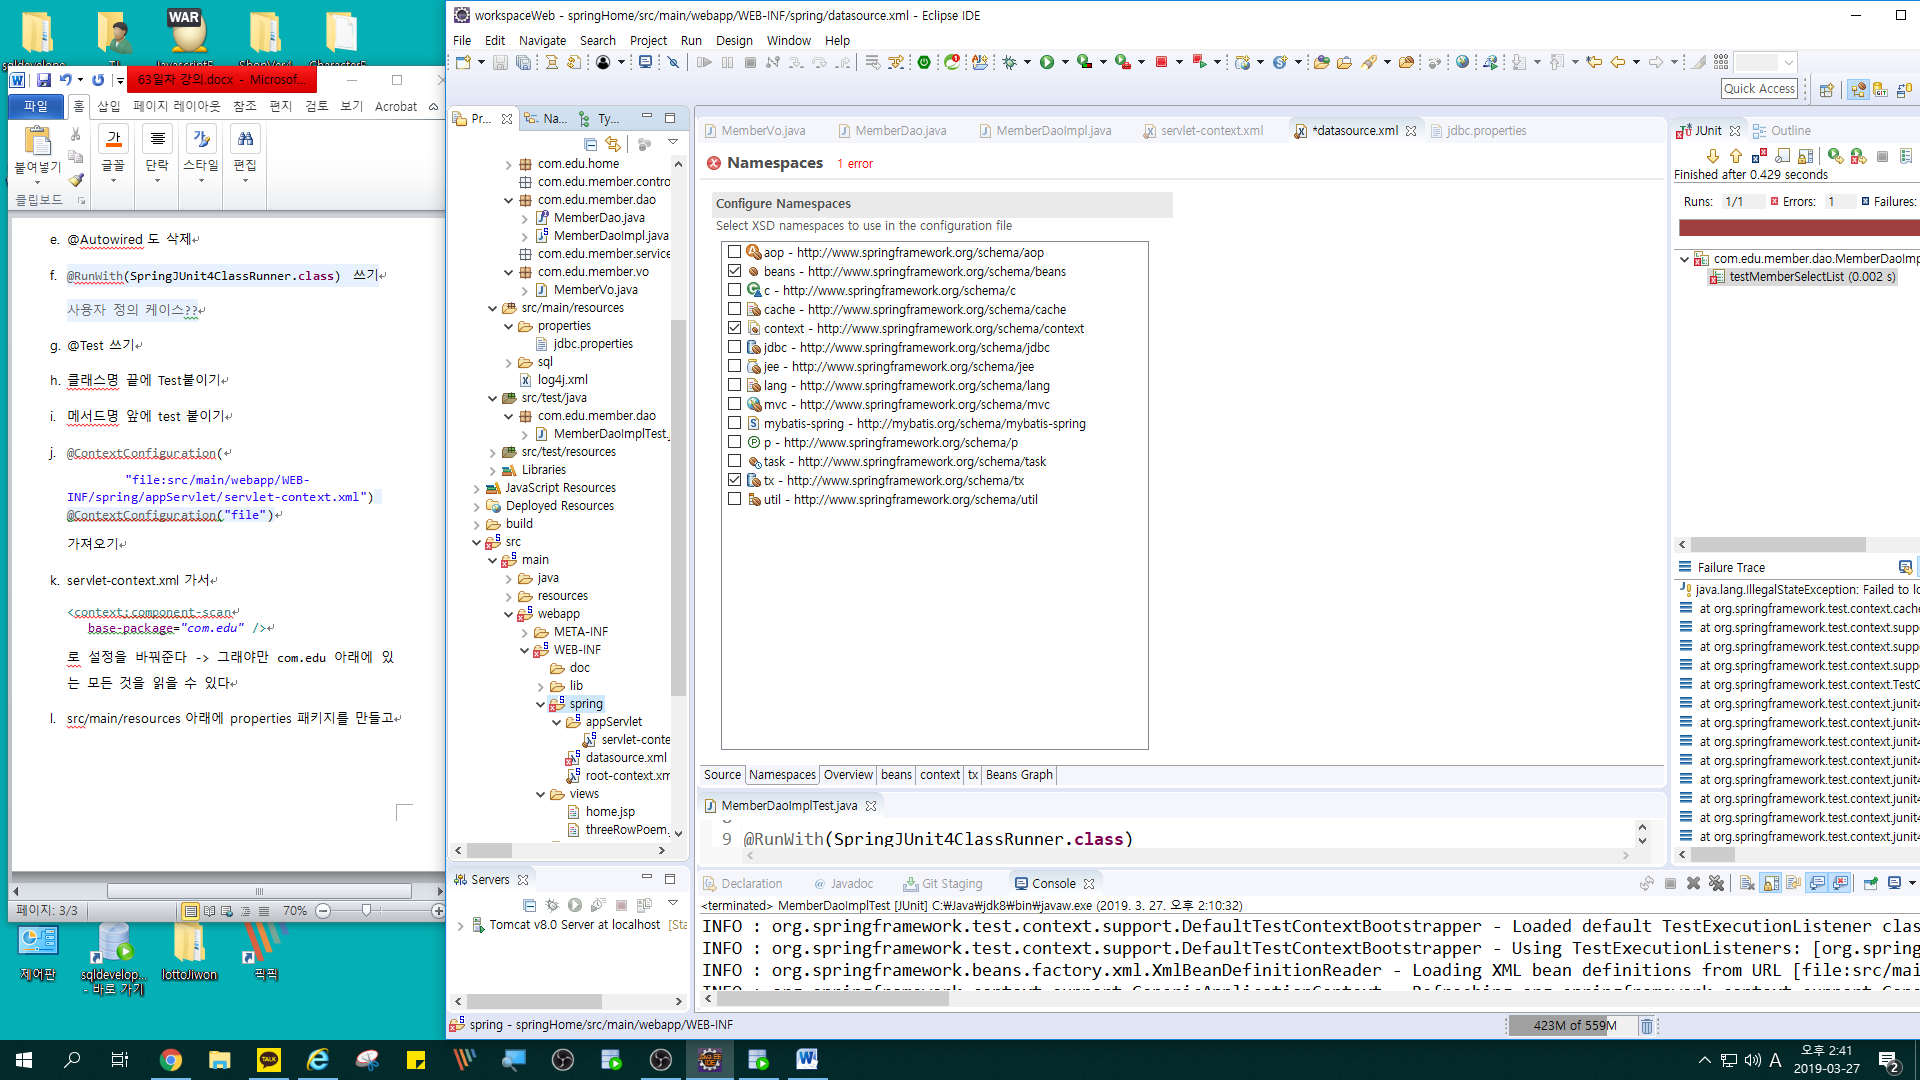 WAR
63일자 강의.docx - Microsof...
파일
홈
삽입
페이지 레이아웃
참조
편지
검토
보기
Acrobat
붙여넣기
글꼴
단락
스타일
편집
클립보드
e. @Autowired 도 삭제
f. @RunWith(SpringJUnit4ClassRunner.class) 쓰기
사용자 정의 케이스??
g. @Test 쓰기
h. 클래스명 끝에 Test붙이기
i. 메서드명 앞에 test 붙이기
j. @ContextConfiguration(
"file:src/main/webapp/WEB-
INF/spring/appServlet/servlet-context.xml")
@ContextConfiguration("file")
가져오기
k. servlet-context.xml 가서
<context:component-scan
base-package="com.edu" />
로 설정을 바꿔준다 -> 그래야만 com.edu 아래에 있
는 모든 것을 읽을 수 있다
l. src/main/resources 아래에 properties 패키지를 만들고
페이지: 3/3
70%
제어판
sqldevelop...
- 바로 가기
lottoJiwon
픽픽
workspaceWeb - springHome/src/main/webapp/WEB-INF/spring/datasource.xml - Eclipse IDE
File Edit Navigate Search Project Run Design Window Help
Quick Access
Pr...
Na...
Ty...
com.edu.home
com.edu.member.contro
com.edu.member.dao
MemberDao.java
MemberDaoImpl.java
com.edu.member.service
com.edu.member.vo
MemberVo.java
src/main/resources
properties
jdbc.properties
sql
log4j.xml
src/test/java
com.edu.member.dao
MemberDaoImplTest.
src/test/resources
Libraries
JavaScript Resources
Deployed Resources
build
src
main
java
resources
webapp
META-INF
WEB-INF
doc
lib
spring
appServlet
servlet-conte
datasource.xml
root-context.xm
views
home.jsp
threeRowPoem.
Servers
Tomcat v8.0 Server at localhost [Sta
MemberVo.java
MemberDao.java
MemberDaoImpl.java
servlet-context.xml
*datasource.xml
jdbc.properties
Namespaces 1 error
Configure Namespaces
Select XSD namespaces to use in the configuration file
aop - http://www.springframework.org/schema/aop
beans - http://www.springframework.org/schema/beans
c - http://www.springframework.org/schema/c
cache - http://www.springframework.org/schema/cache
context - http://www.springframework.org/schema/context
jdbc - http://www.springframework.org/schema/jdbc
jee - http://www.springframework.org/schema/jee
lang - http://www.springframework.org/schema/lang
mvc - http://www.springframework.org/schema/mvc
mybatis-spring - http://mybatis.org/schema/mybatis-spring
p - http://www.springframework.org/schema/p
task - http://www.springframework.org/schema/task
tx - http://www.springframework.org/schema/tx
util - http://www.springframework.org/schema/util
Source Namespaces Overview beans context tx Beans Graph
MemberDaoImplTest.java
9 @RunWith(SpringJUnit4ClassRunner.class)
Declaration
Javadoc
Git Staging
Console
<terminated> MemberDaoImplTest [JUnit] C:₩Java₩jdk8₩bin₩javaw.exe (2019. 3. 27. 오후 2:10:32)
INFO : org.springframework.test.context.support.DefaultTestContextBootstrapper - Loaded default TestExecutionListener clas
INFO : org.springframework.test.context.support.DefaultTestContextBootstrapper - Using TestExecutionListeners: [org.spring
INFO : org.springframework.beans.factory.xml.XmlBeanDefinitionReader - Loading XML bean definitions from URL [file:src/mai
JUnit
Outline
Finished after 0.429 seconds
Runs: 1/1 Errors: 1 Failures:
com.edu.member.dao.MemberDaoImp
testMemberSelectList (0.002 s)
Failure Trace
java.lang.IllegalStateException: Failed to lo
at org.springframework.test.context.cache
at org.springframework.test.context.suppo
at org.springframework.test.context.suppo
at org.springframework.test.context.suppo
at org.springframework.test.context.TestC
at org.springframework.test.context.junit4
at org.springframework.test.context.junit4
at org.springframework.test.context.junit4
at org.springframework.test.context.junit4
at org.springframework.test.context.junit4
at org.springframework.test.context.junit4
at org.springframework.test.context.junit4
at org.springframework.test.context.junit4
spring - springHome/src/main/webapp/WEB-INF
423M of 559M
TALK
A
오후 2:41
2019-03-27
2